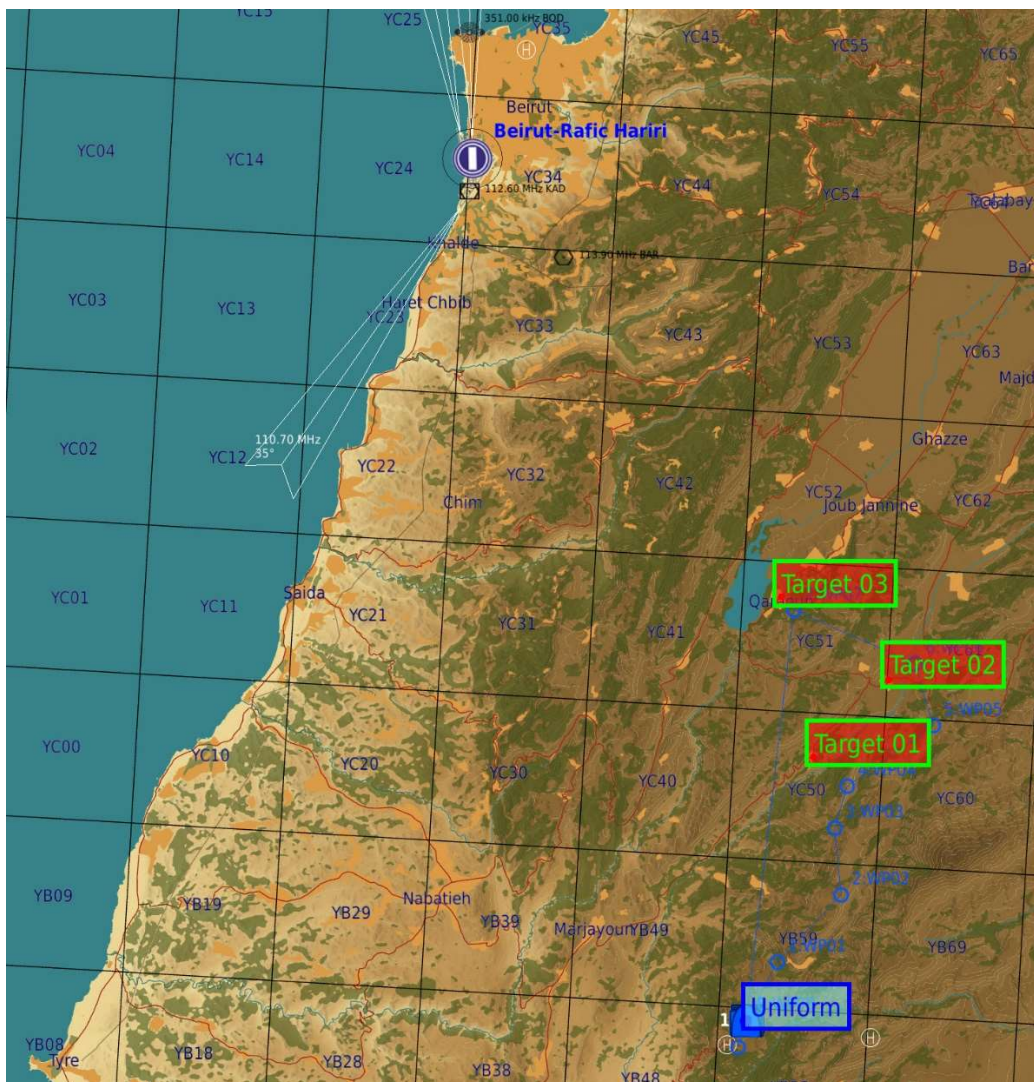 YC15
YC25
351.00 kHz BOD
YC35
YC45
YC55
YC65
Beirut
Beirut-Rafic Hariri
YC04
YC14
YC24
YC34
YC44
YC54
112.60 MHz KAD
Khalde
113.90 MHz BAR
YC03
YC13
Haret Chbib
YC23
YC33
YC43
YC53
YC63
Ghazze
110.70 MHz
35°
YC02
YC12
YC22
YC32
YC42
YC52
YC62
Chim
Joub Jannine
YC01
YC11
Saida
YC21
YC31
YC41
Target 03
YC51
Target 02
5-WP05
Target 01
YC00
YC10
YC20
YC30
YC40
YC50
YC60
YB09
YB19
YB29
Nabatieh
YB39
Marjayoun
YB49
2-WP02
YB59
YB69
Uniform
1
YB08
Tyre
YB18
YB28
YB38
YB48